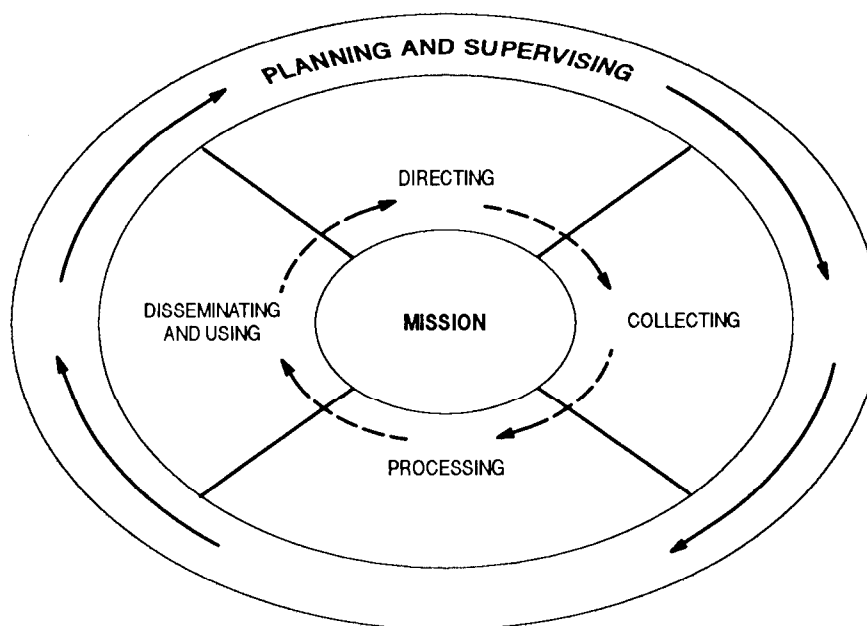 PLANNING AND SUPERVISING
DIRECTING
DISSEMINATING
AND USING
MISSION
COLLECTING
PROCESSING